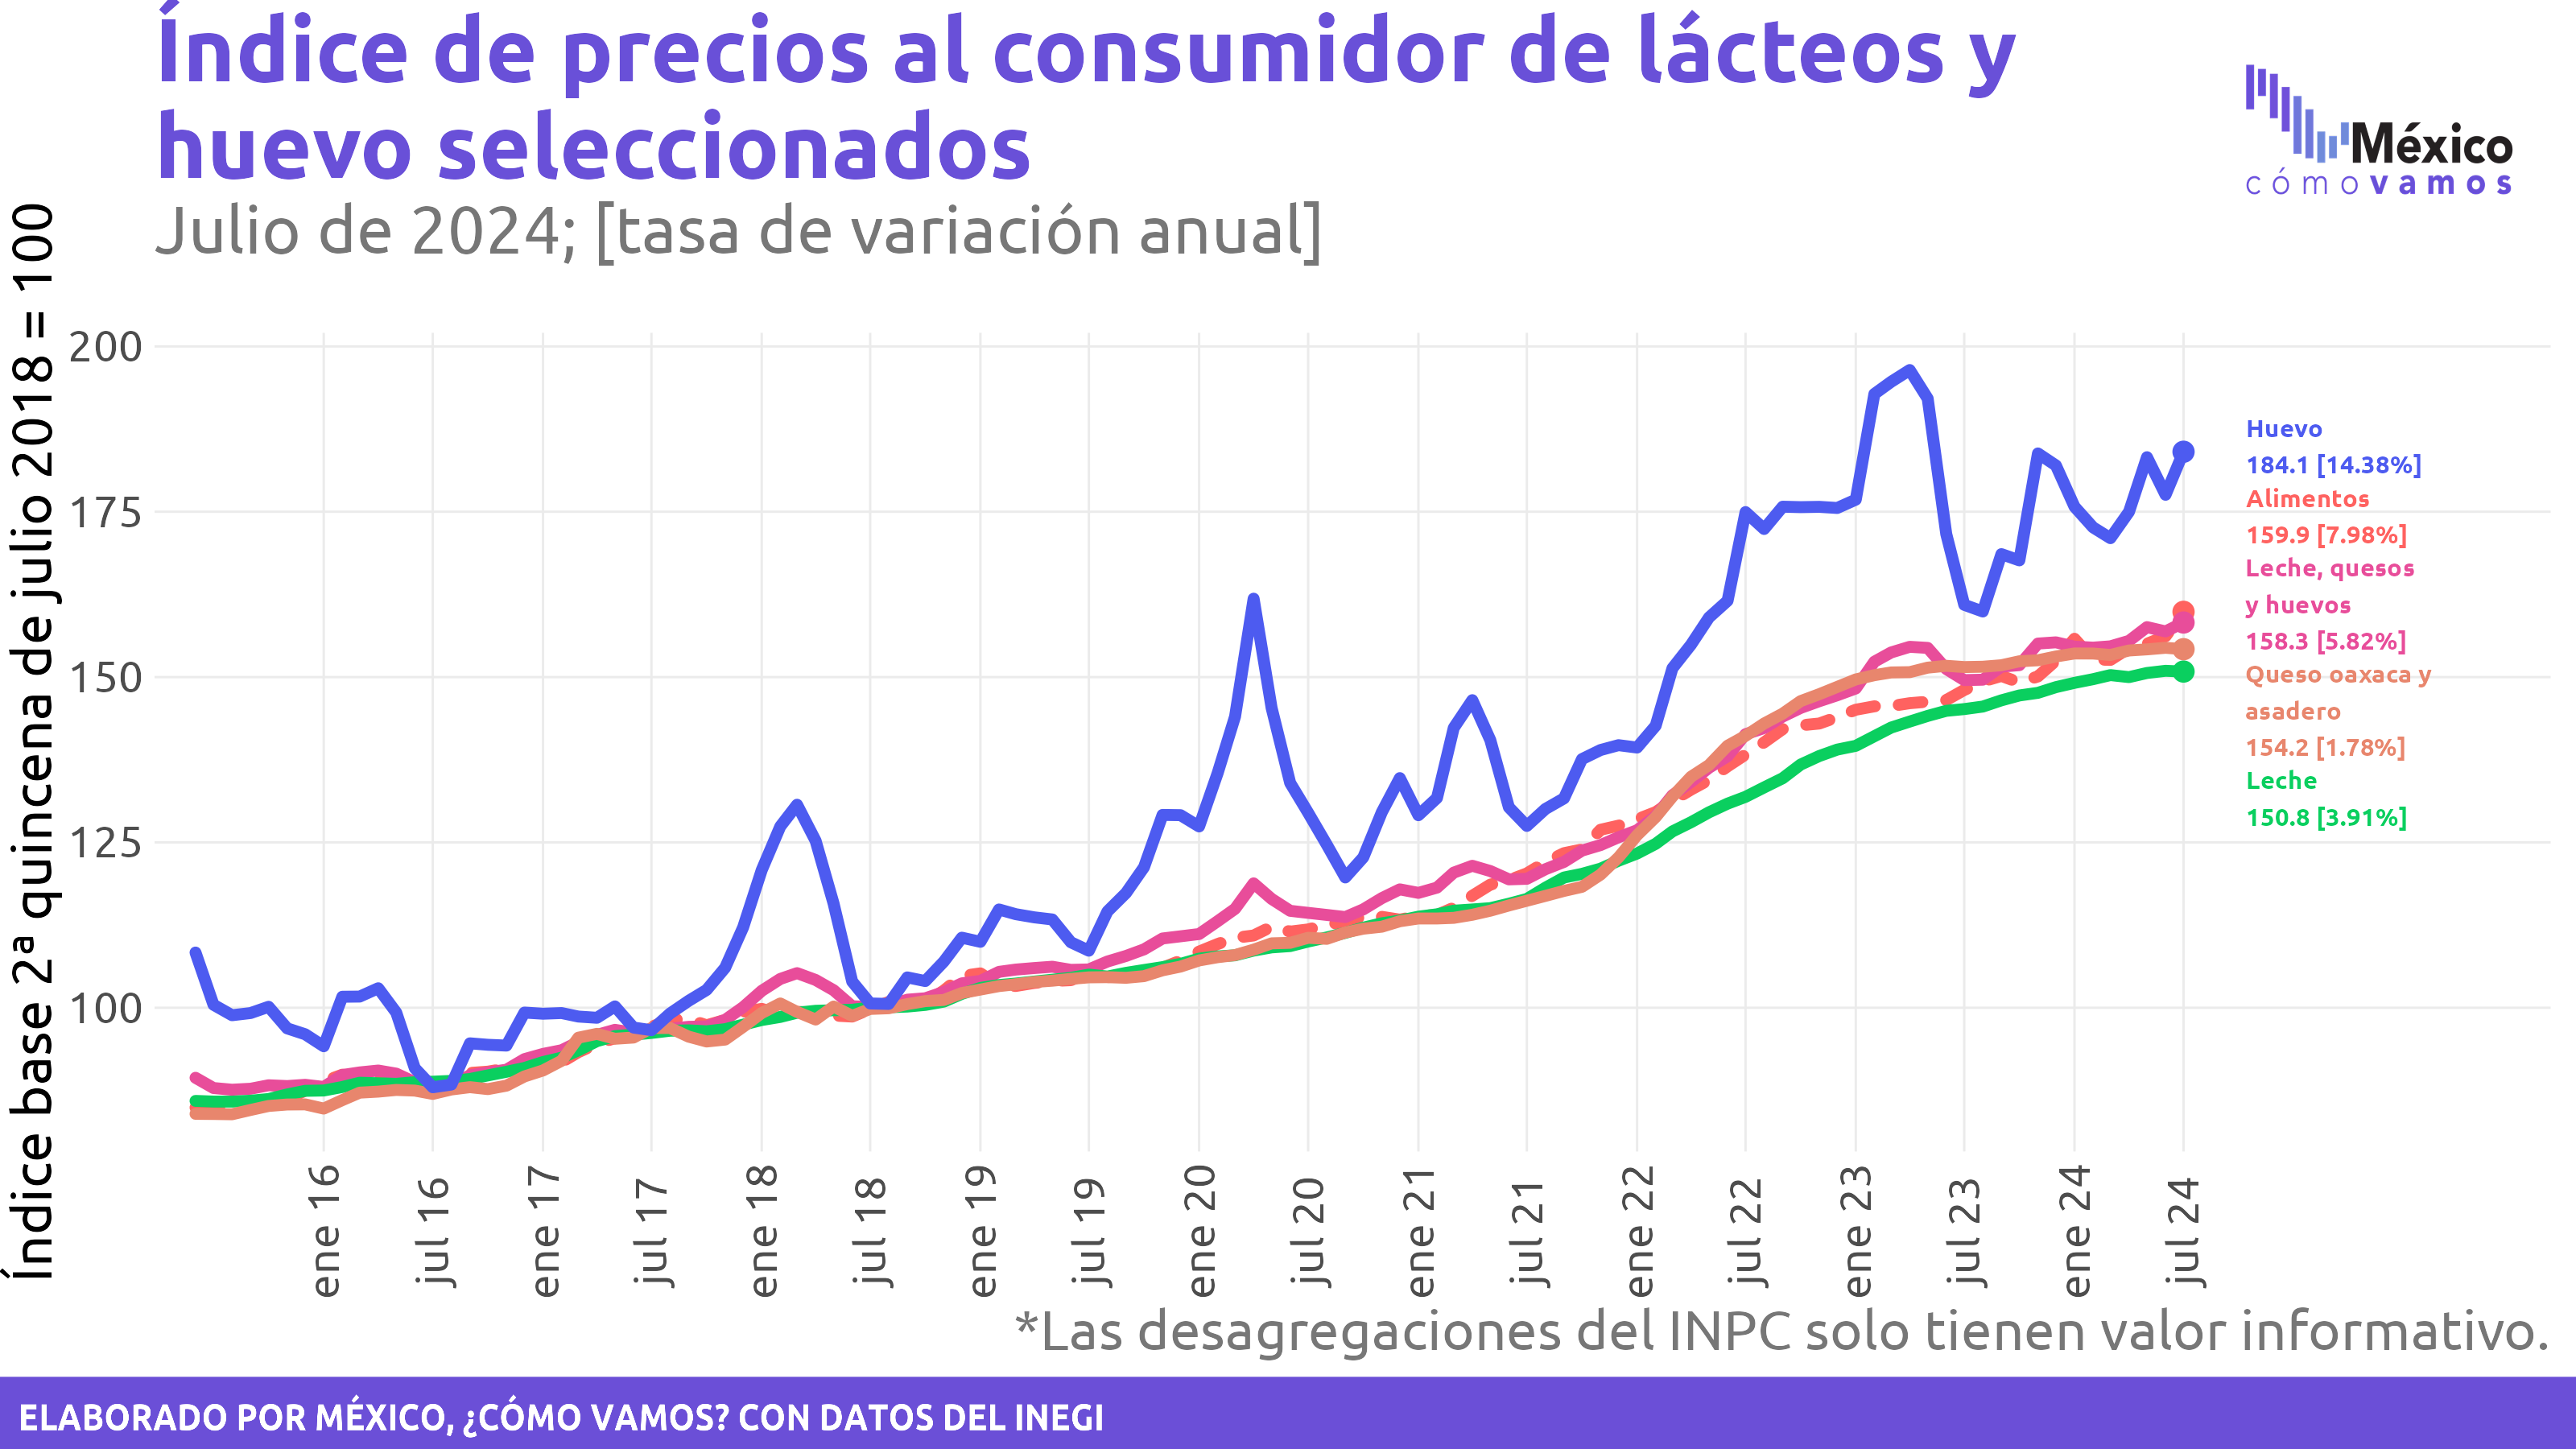 Índice de precios al consumidor de lácteos y
huevo seleccionados
Julio de 2024; [tasa de variación anual]
México
cómo vamos
Índice base 2ª quincena de julio 2018 = 100
200
175
150
125
100
Huevo
184.1 [14.38%]
Alimentos
159.9 [7.98%]
Leche, quesos
y huevos
158.3 [5.82%]
Queso oaxaca y
asadero
154.2 [1.78%]
Leche
150.8 [3.91%]
ene 16
jul 16
ene 17
jul 17
ene 18
jul 18
ene 19
jul 19
ene 20
jul 20
ene 21
jul 21
ene 22
jul 22
ene 23
jul 23
ene 24
jul 24
*Las desagregaciones del INPC solo tienen valor informativo.
ELABORADO POR MÉXICO, ¿CÓMO VAMOS? CON DATOS DEL INEGI